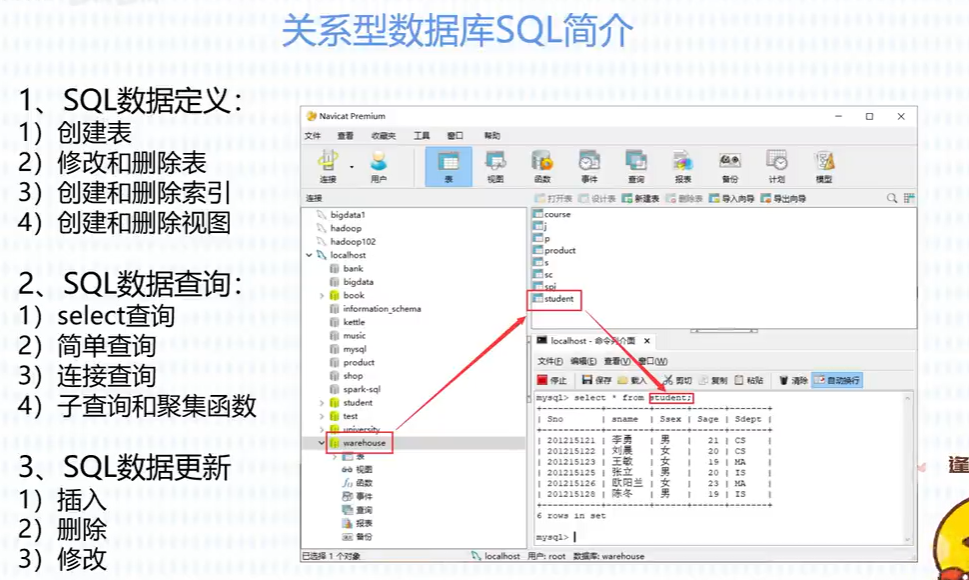 关系型数据库SQL简介
1、 SQL数据定义：
1）创建表
2）修改和删除表
3）创建和删除索引
4）创建和删除视图
2、SQL数据查询：
1）select查询
2）简单查询
3）连接查询
4）子查询和聚集函数
3、SQL数据更新
1）插入
2）删除
3）修改
Navicat Premium
文件 查看 收藏夹 工具 窗口 帮助
连接 用户 表 视图 函数 事件 查询 报表 备份 计划 模型
连接
打开表 设计表 新建表 删除表 导入向导 导出向导
bigdata1
hadoop
hadoop102
localhost
bank
bigdata
book
information_schema
kettle
music
mysql
product
shop
spark-sql
student
test
university
warehouse
表
视图
函数
事件
查询
报表
备份
course
j
p
product
s
sc
spj
student
localhost - 命令列介面
文件(F) 编辑(E) 查看(V) 窗口(W)
停止 保存 载入 剪切 复制 粘贴 清除 自动换行
mysql> select * from student;
+-----------+--------+------+------+-------+
| Sno | sname | Ssex | Sage | Sdept |
+-----------+--------+------+------+-------+
| 201215121 | 李勇 | 男 | 21 | CS |
| 201215122 | 刘晨 | 女 | 20 | CS |
| 201215123 | 王敏 | 女 | 19 | MA |
| 201215125 | 张立 | 男 | 20 | IS |
| 201215126 | 欧阳兰 | 女 | 23 | MA |
| 201215128 | 陈冬 | 男 | 19 | IS |
+-----------+--------+------+------+-------+
6 rows in set
mysql>
已选择 1 个对象 localhost 用户: root 数据库: warehouse